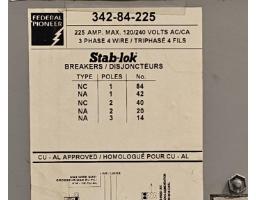 FEDERAL
PIONEER
342-84-225
225 AMP. MAX. 120/240 VOLTS AC/CA
3 PHASE 4 WIRE / TRIPHASÉ 4 FILS
Stab-lok
BREAKERS / DISJONCTEURS
TYPE POLES No.
NC 1 84
NA 1 42
NC 2 40
NA 2 20
NA 3 14
CU - AL APPROVED / HOMOLOGUÉ POUR CU - AL